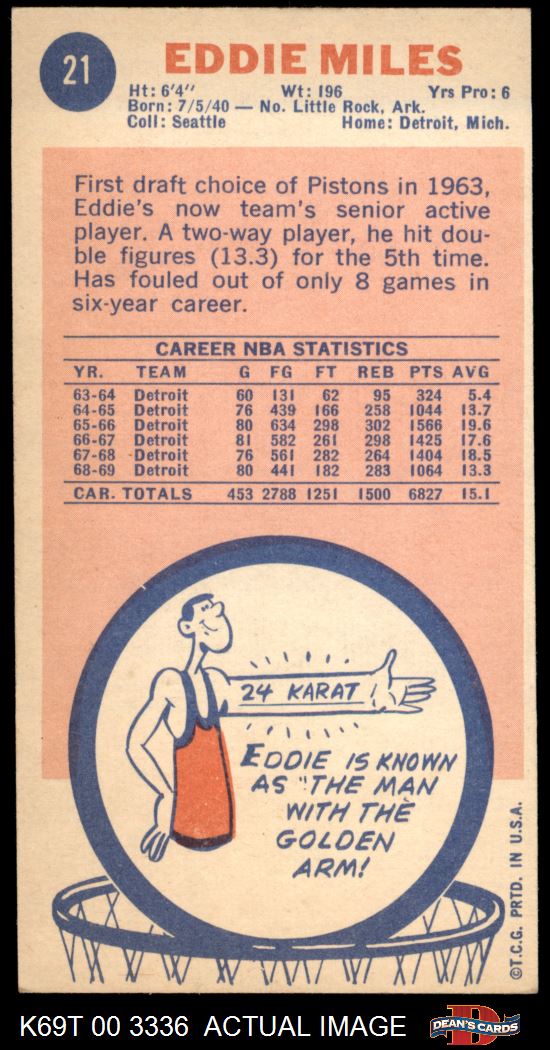 21
EDDIE MILES
Ht: 6'4" Wt: 196 Yrs Pro: 6
Born: 7/5/40 — No. Little Rock, Ark.
Coll: Seattle Home: Detroit, Mich.
First draft choice of Pistons in 1963,
Eddie's now team's senior active
player. A two-way player, he hit dou-
ble figures (13.3) for the 5th time.
Has fouled out of only 8 games in
six-year career.
CAREER NBA STATISTICS
YR. TEAM G FG FT REB PTS AVG
63-64 Detroit 60 131 62 95 324 5.4
64-65 Detroit 76 439 166 258 1044 13.7
65-66 Detroit 80 634 298 302 1566 19.6
66-67 Detroit 81 582 261 298 1425 17.6
67-68 Detroit 76 561 282 264 1404 18.5
68-69 Detroit 80 441 182 283 1064 13.3
CAR. TOTALS 453 2788 1251 1500 6827 15.1
24 KARAT
EDDIE IS KNOWN
AS "THE MAN
WITH THE
GOLDEN
ARM!
©T.C.G. PRTD. IN U.S.A.
K69T 00 3336 ACTUAL IMAGE
DEAN'S CARDS